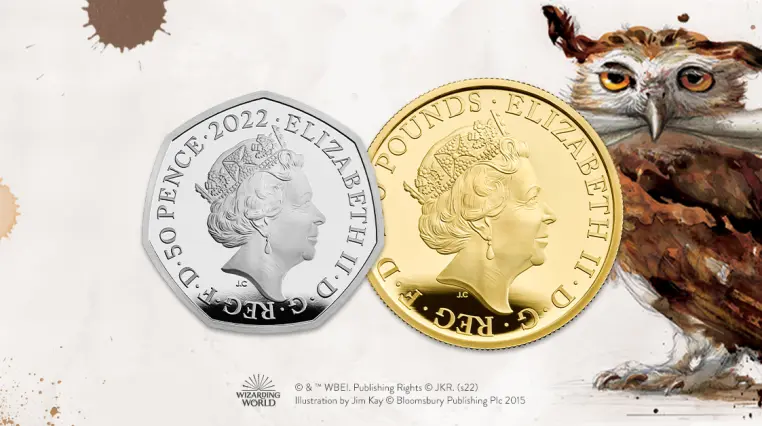 50 PENCE · 2022 · ELIZABETH II · D · G · REG · F · D ·
J.C
POUNDS · ELIZABETH II · D · G · REG · F · D
J.C
WIZARDING
WORLD
© & ™ WBEI. Publishing Rights © JKR. (s22)
Illustration by Jim Kay © Bloomsbury Publishing Plc 2015